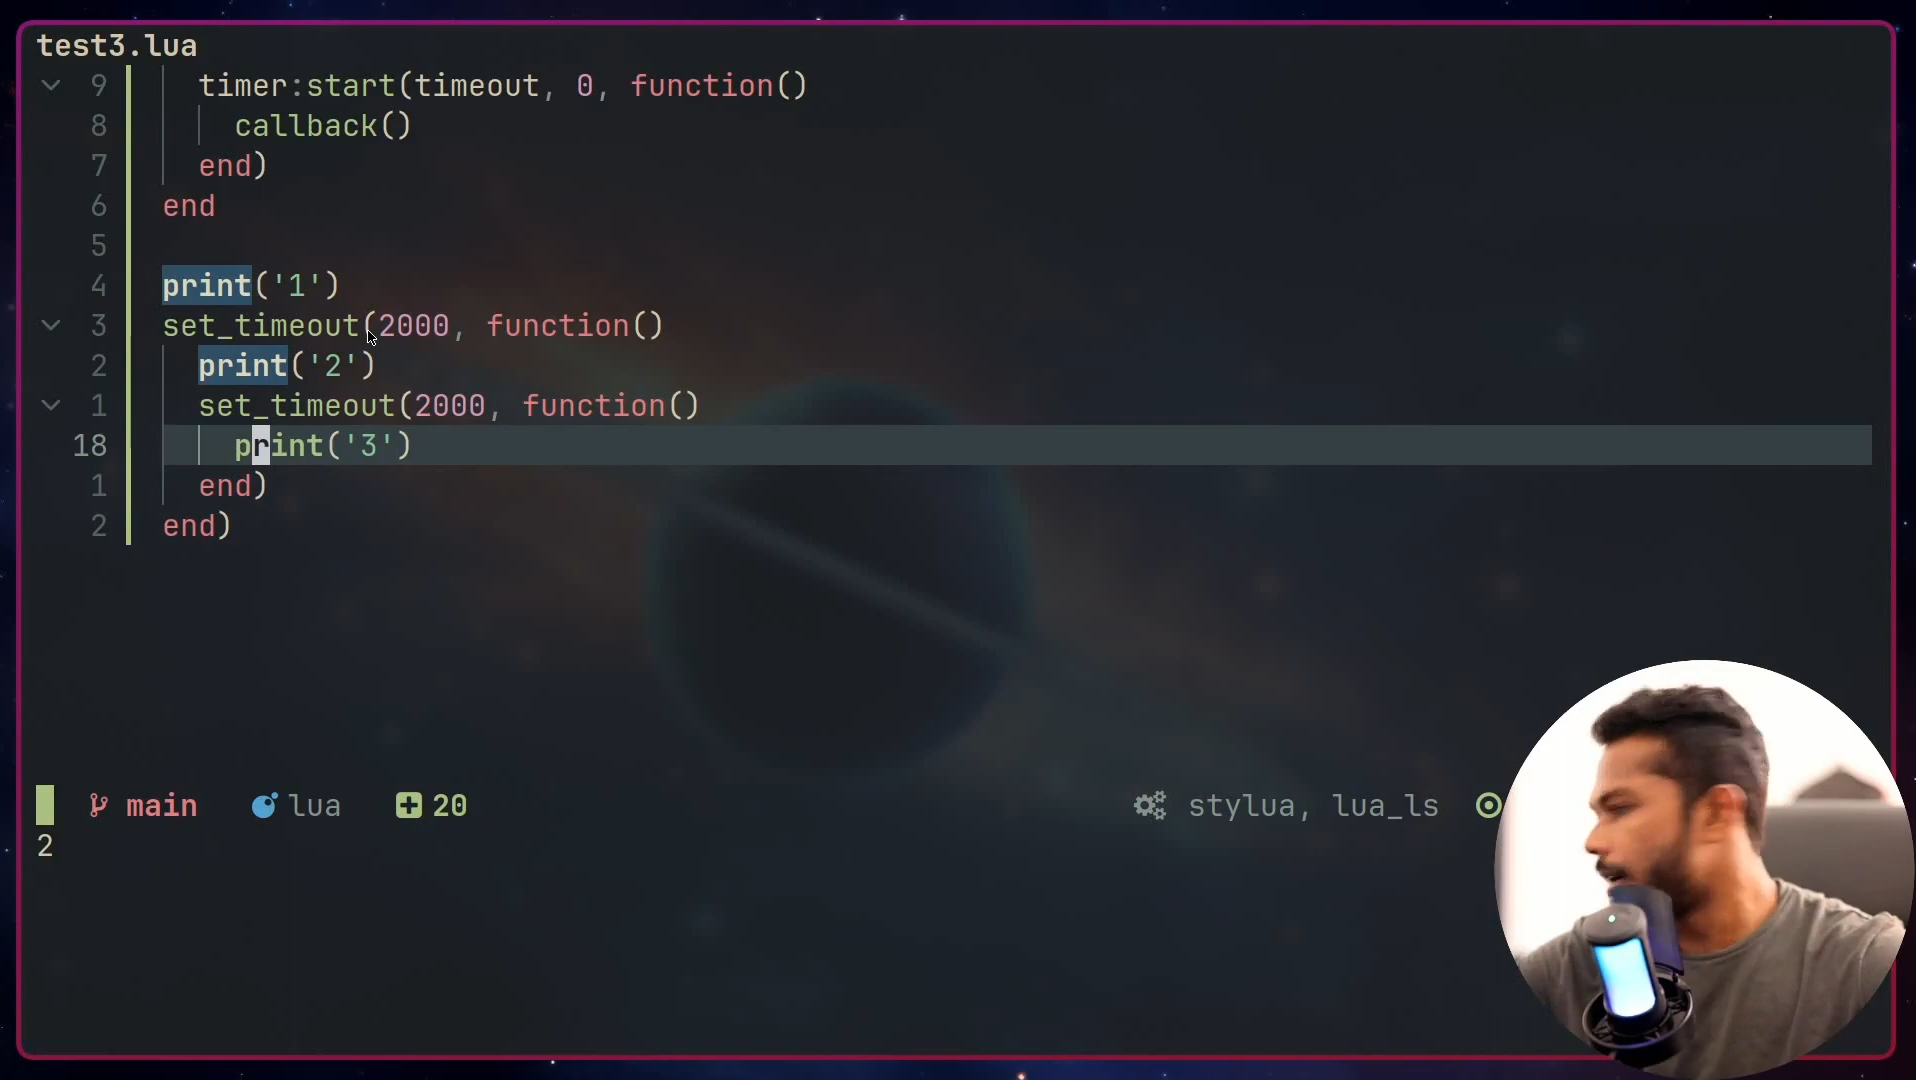 test3.lua
9 timer:start(timeout, 0, function()
8 callback()
7 end)
6 end
5
4 print('1')
3 set_timeout(2000, function()
2 print('2')
1 set_timeout(2000, function()
18 print('3')
1 end)
2 end)
main lua 20 stylua, lua_ls
2